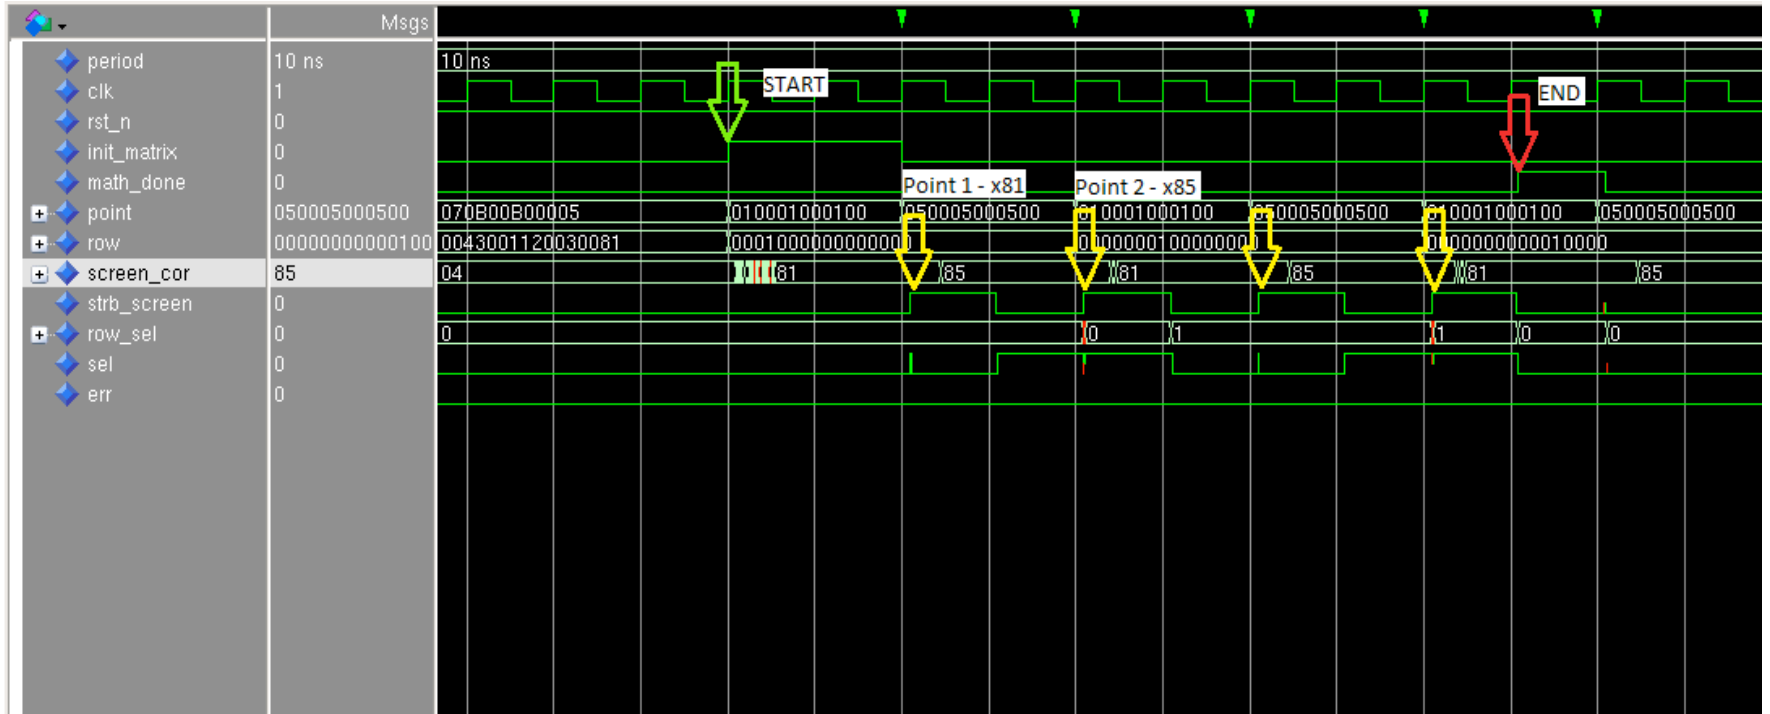 Msgs
period 10 ns 10 ns START
clk 1 END
rst_n 0
init_matrix 0
math_done 0 Point 1 - x81 Point 2 - x85
point 050005000500 070B00B00005 010001000100 050005000500 010001000100 050005000500 010001000100 050005000500
row 00000000000100 0043001120030081 0001000000000000 0000000100000000 0000000000010000
screen_cor 85 04 81 85 81 85 81 85
strb_screen 0
row_sel 0 0 0 1 1 0 0
sel 0
err 0